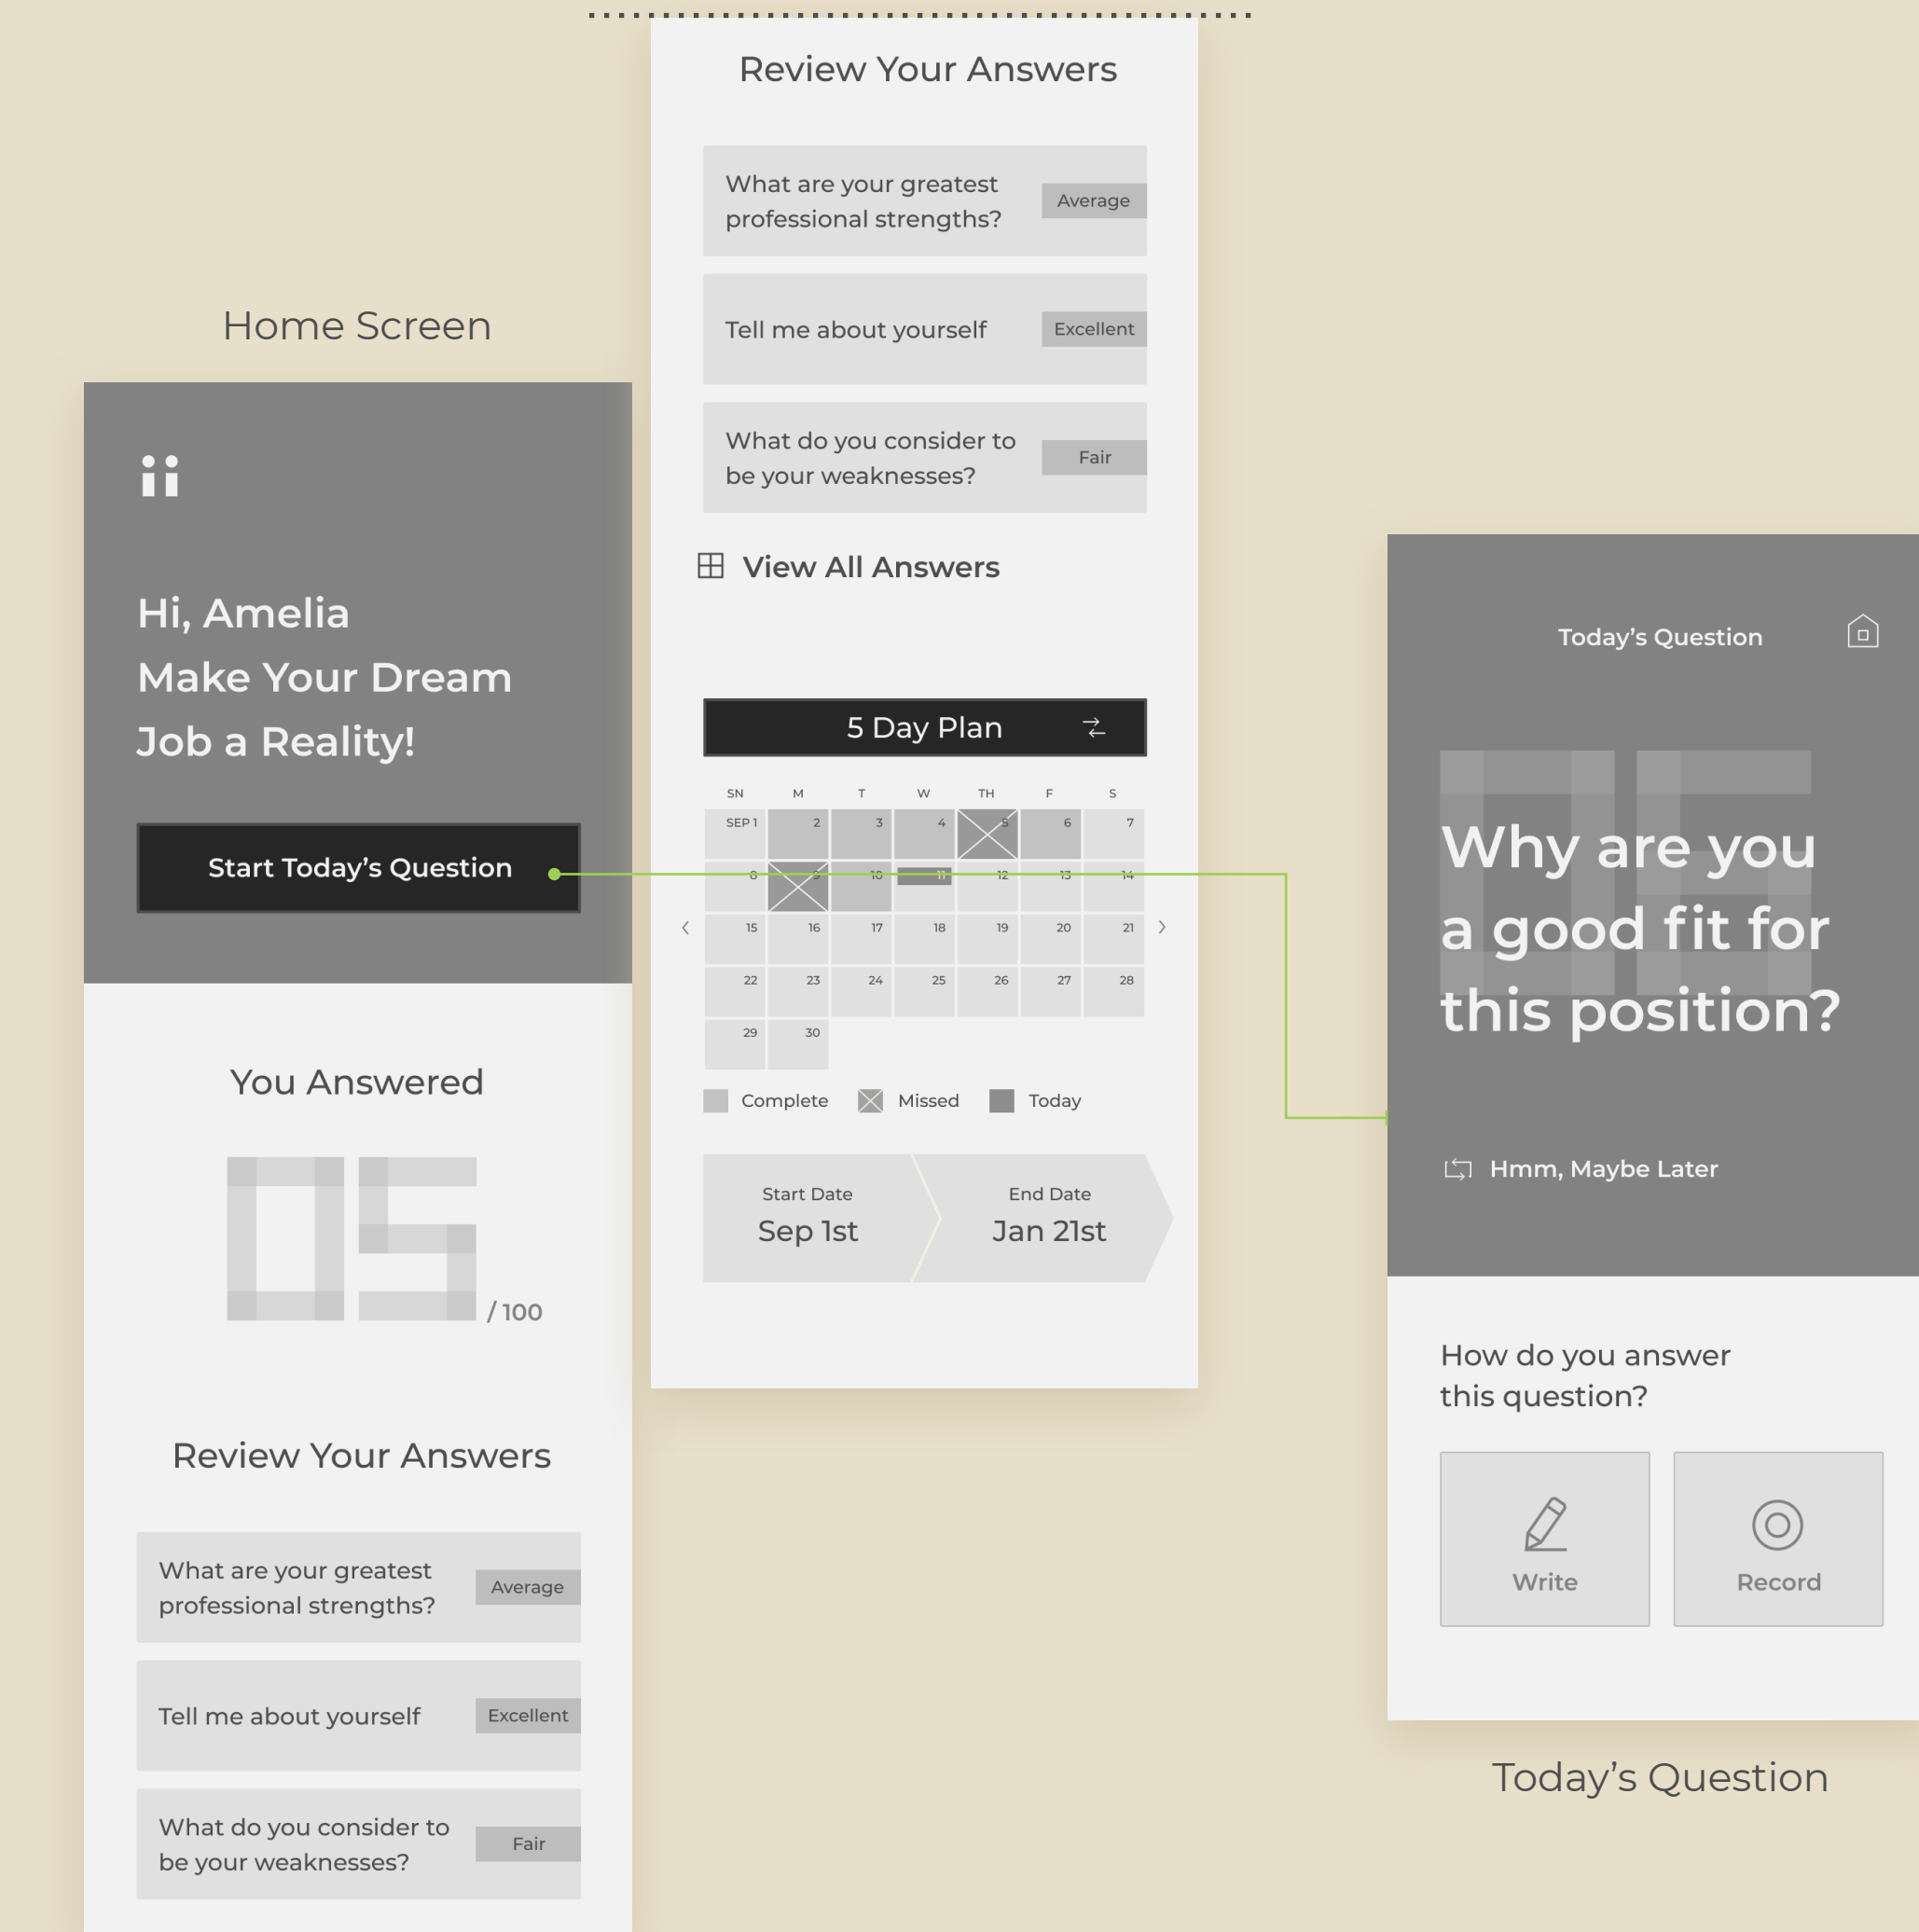 Home Screen
Hi, Amelia
Make Your Dream
Job a Reality!
Start Today’s Question
You Answered
05
/ 100
Review Your Answers
What are your greatest
professional strengths?
Average
Tell me about yourself
Excellent
What do you consider to
be your weaknesses?
Fair
Review Your Answers
What are your greatest
professional strengths?
Average
Tell me about yourself
Excellent
What do you consider to
be your weaknesses?
Fair
View All Answers
5 Day Plan
SN M T W TH F S
SEP 1 2 3 4 5 6 7
8 9 10 11 12 13 14
15 16 17 18 19 20 21
22 23 24 25 26 27 28
29 30
Complete Missed Today
Start Date
Sep 1st
End Date
Jan 21st
Today’s Question
06
Why are you
a good fit for
this position?
Hmm, Maybe Later
How do you answer
this question?
Write
Record
Today’s Question